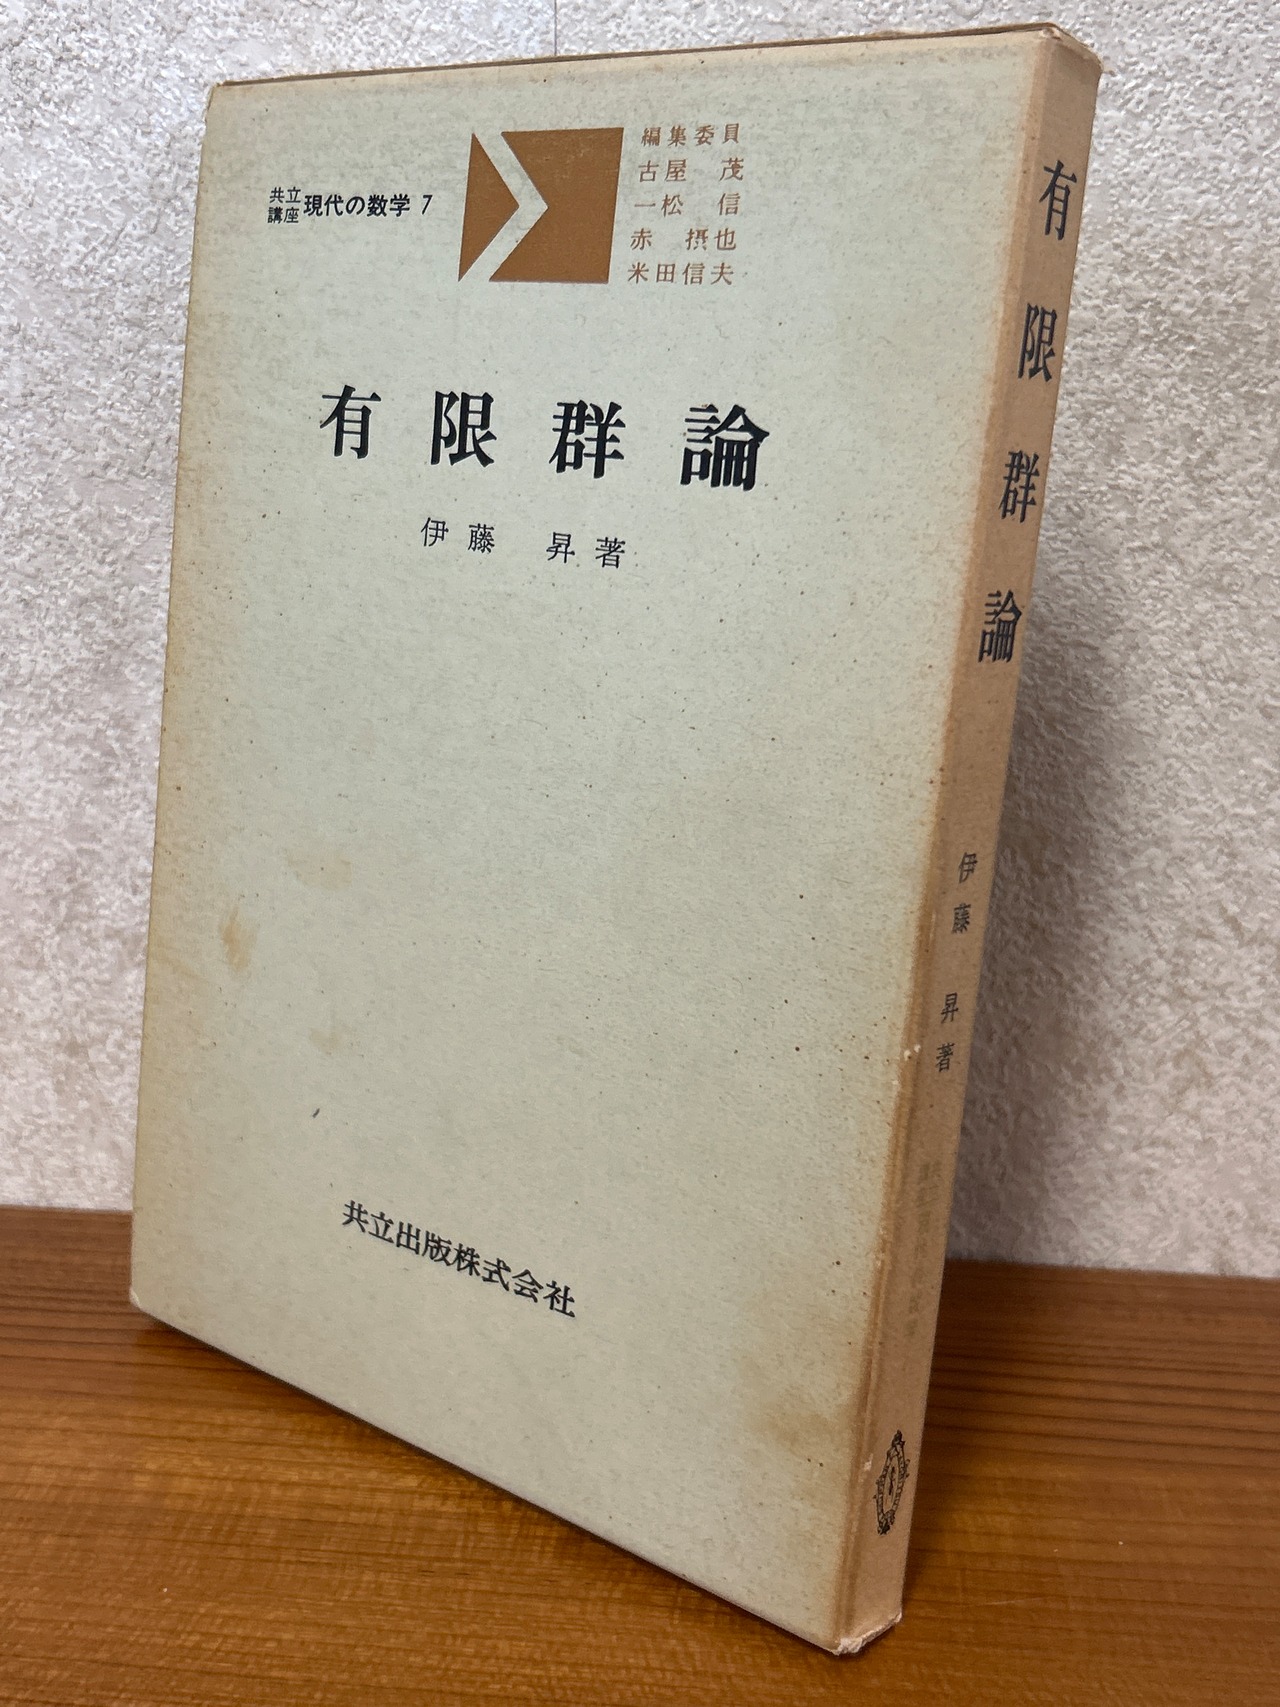 共立
講座
現代の数学 7
編集委員
古屋 茂
一松 信
赤 摂也
米田信夫
有限群論
伊藤 昇著
共立出版株式会社
有限群論
伊藤 昇著